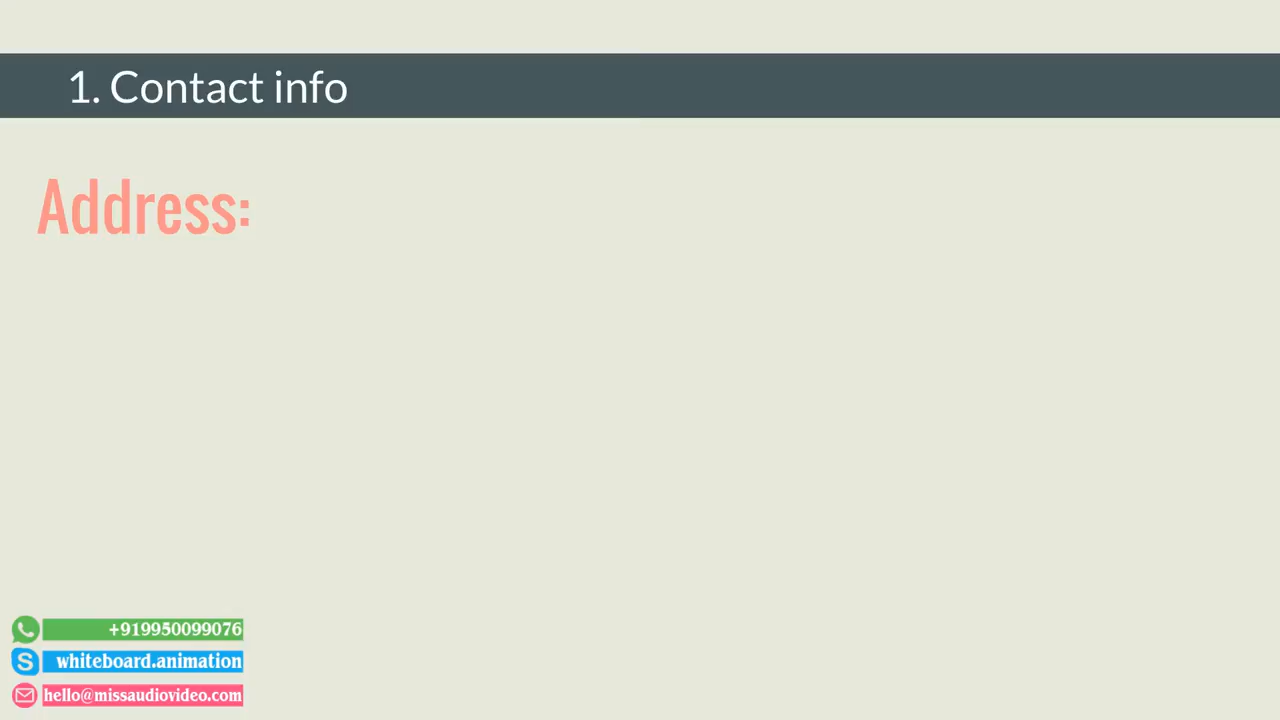 1. Contact info
Address:
+919950099076
whiteboard.animation
hello@missaudiovideo.com